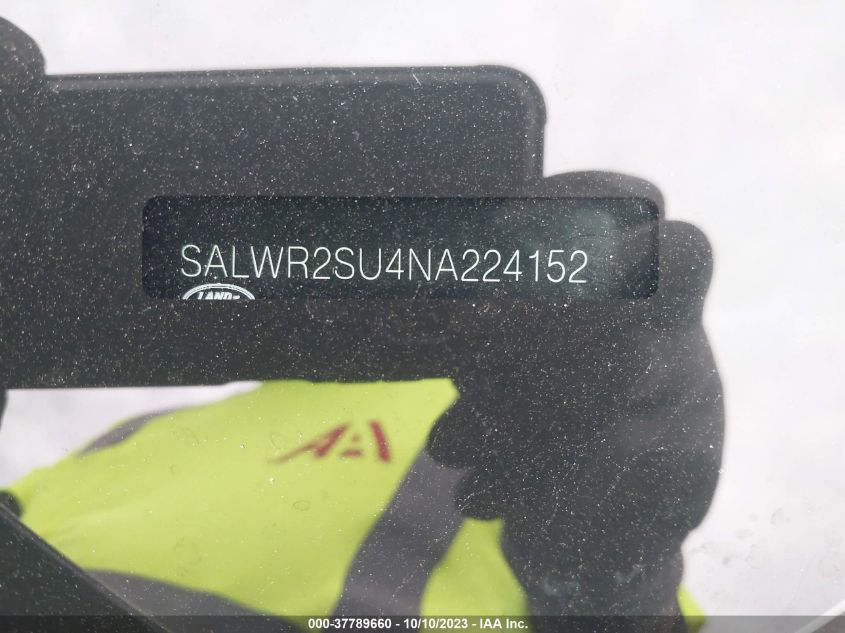 SALWR2SU4NA224152
LAND-
IAA
000-37789660 - 10/10/2023 - IAA Inc.